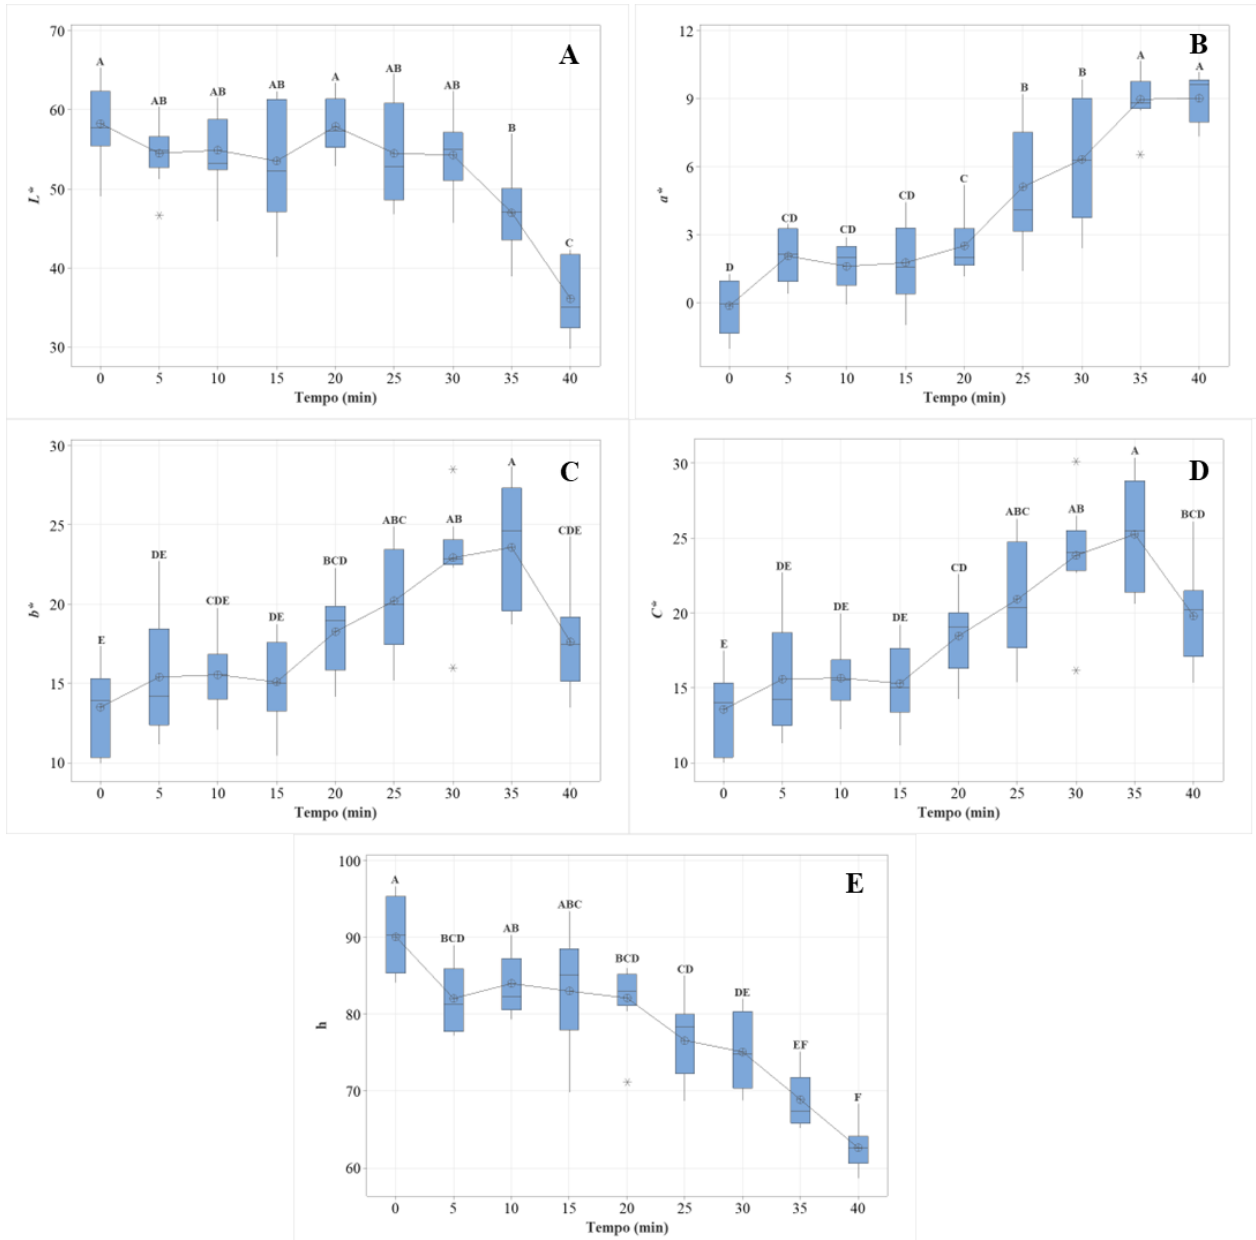 A
L*
70
60
50
40
30
A
AB
AB
AB
A
AB
AB
B
C
0 5 10 15 20 25 30 35 40
Tempo (min)
B
a*
12
9
6
3
0
D
CD
CD
CD
C
B
B
A
A
0 5 10 15 20 25 30 35 40
Tempo (min)
C
b*
30
25
20
15
10
E
DE
CDE
DE
BCD
ABC
AB
A
CDE
0 5 10 15 20 25 30 35 40
Tempo (min)
D
C*
30
25
20
15
10
E
DE
DE
DE
CD
ABC
AB
A
BCD
0 5 10 15 20 25 30 35 40
Tempo (min)
E
h
100
90
80
70
60
A
BCD
AB
ABC
BCD
CD
DE
EF
F
0 5 10 15 20 25 30 35 40
Tempo (min)